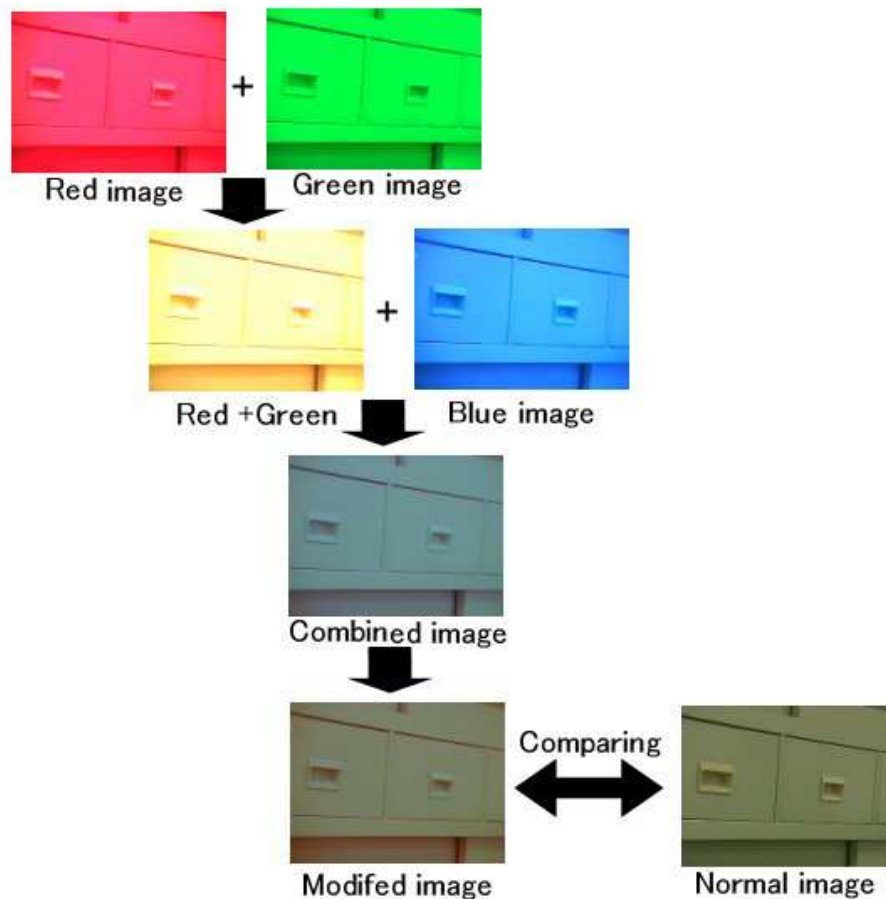 +
Red image
Green image
+
Red +Green
Blue image
Combined image
Comparing
Modifed image
Normal image